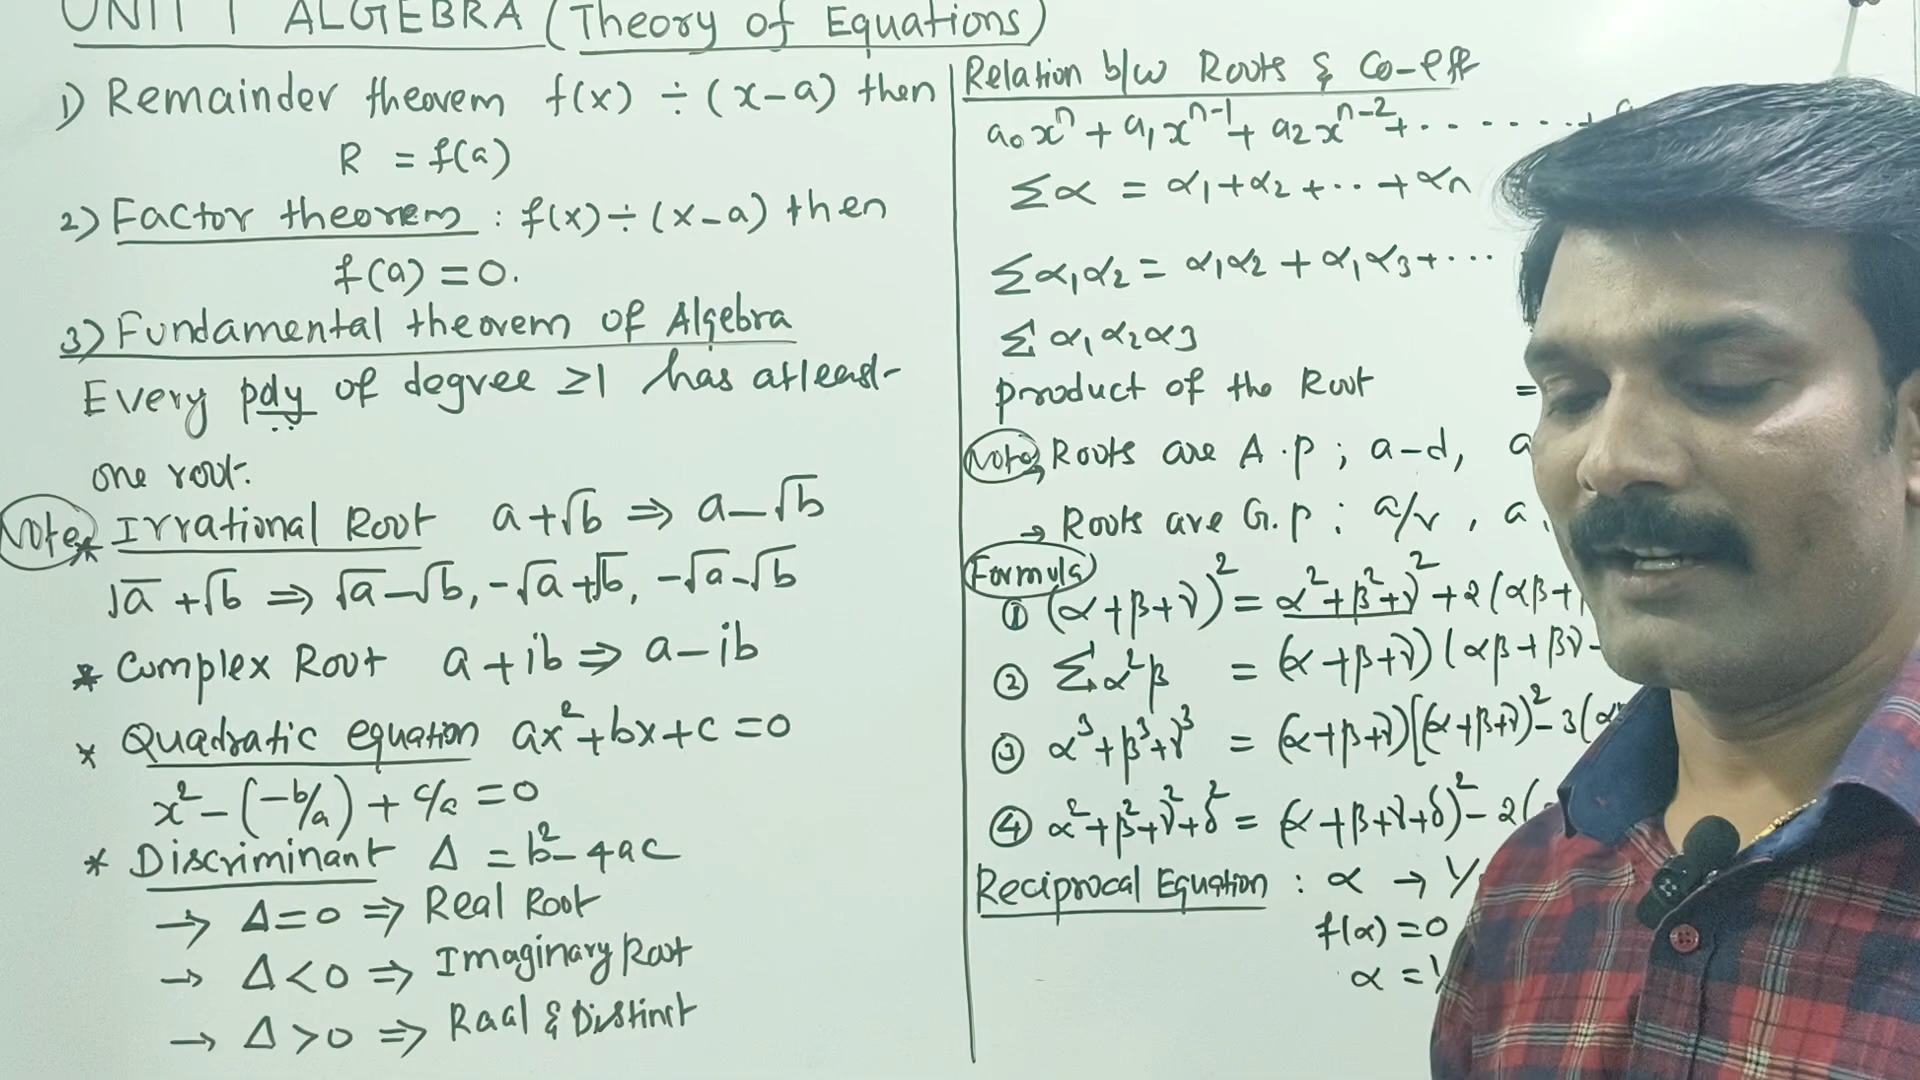 UNIT 1 ALGEBRA (Theory of Equations)
1) Remainder theorem f(x) ÷ (x-a) then
R = f(a)
2) Factor theorem : f(x) ÷ (x-a) then
f(a) = 0.
3) Fundamental theorem of Algebra
Every poly of degree ≥1 has atleast-
one root.
Note * Irrational Root a+√b ⇒ a-√b
√a +√b ⇒ √a-√b, -√a+√b, -√a-√b
* Complex Root a+ib ⇒ a-ib
* Quadratic equation ax²+bx+c=0
x²-(-b/a)+c/a=0
* Discriminant Δ = b²-4ac
→ Δ=0 ⇒ Real Root
→ Δ<0 ⇒ Imaginary Root
→ Δ>0 ⇒ Raal & Distinct
Relation b/w Roots & Co-eff
a₀xⁿ + a₁xⁿ⁻¹ + a₂xⁿ⁻² + ------- +
Σα = α₁+α₂+..+αn
Σα₁α₂ = α₁α₂ + α₁α₃+...
Σα₁α₂α₃
product of the Root =
Note → Roots are A.P ; a-d, a
→ Roots are G.P : a/r, a,
Formula
① (α+β+γ)² = α²+β²+γ²+2(αβ+
② Σα²β = (α+β+γ)(αβ+βγ-
③ α³+β³+γ³ = (α+β+γ)[(α+β+γ)²-3(α
④ α²+β²+γ²+δ² = (α+β+γ+δ)²-2(
Reciprocal Equation : α → 1/
f(α)=0
α =